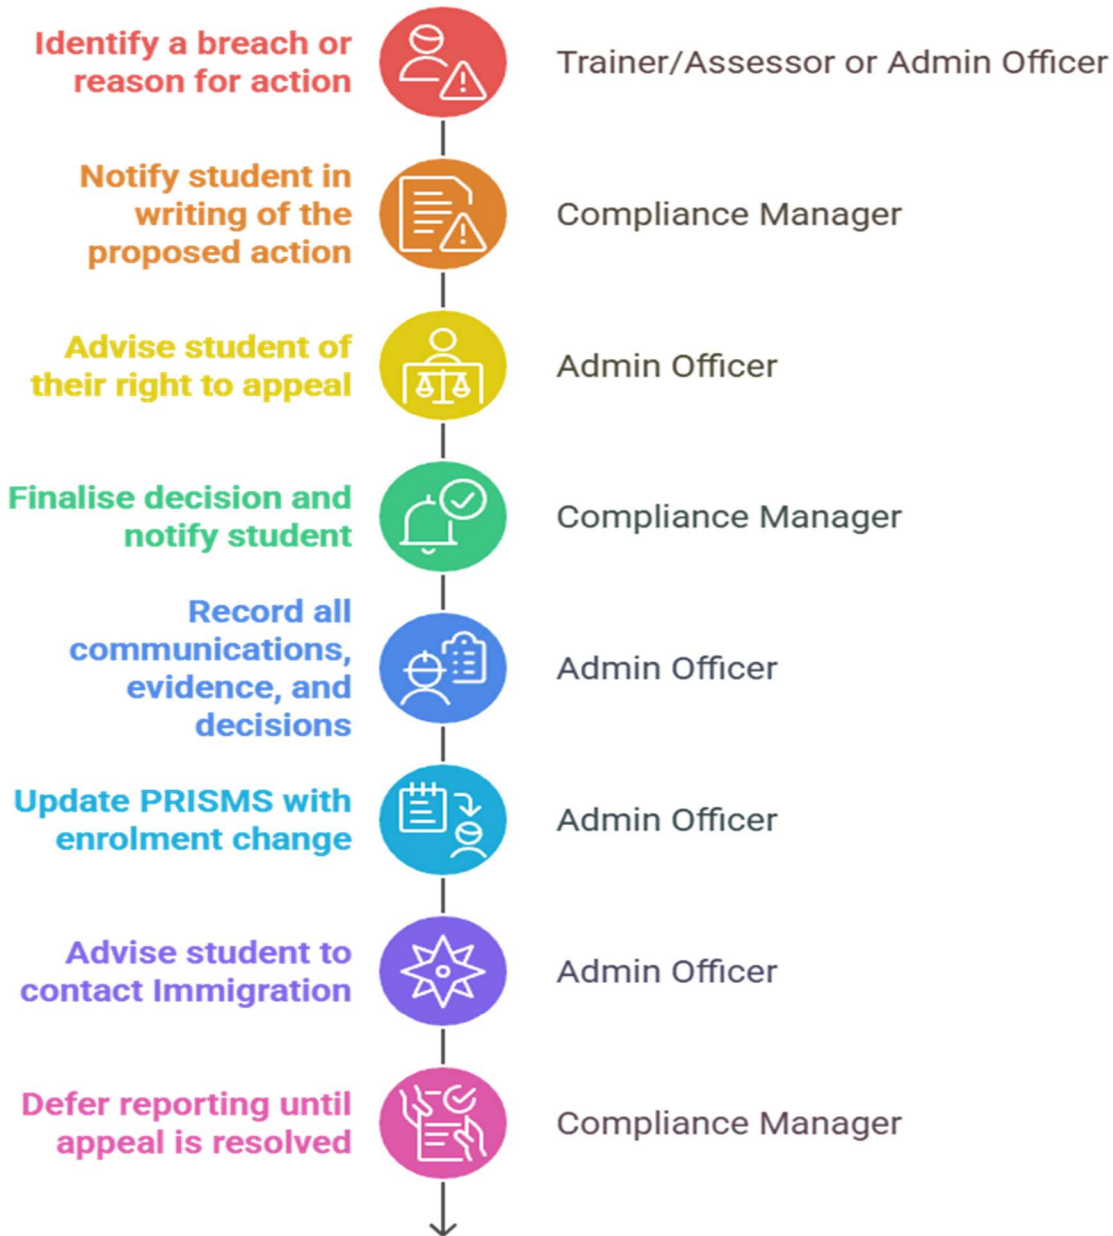 Identify a breach or
reason for action
Trainer/Assessor or Admin Officer
Notify student in
writing of the
proposed action
Compliance Manager
Advise student of
their right to appeal
Admin Officer
Finalise decision and
notify student
Compliance Manager
Record all
communications,
evidence, and
decisions
Admin Officer
Update PRISMS with
enrolment change
Admin Officer
Advise student to
contact Immigration
Admin Officer
Defer reporting until
appeal is resolved
Compliance Manager